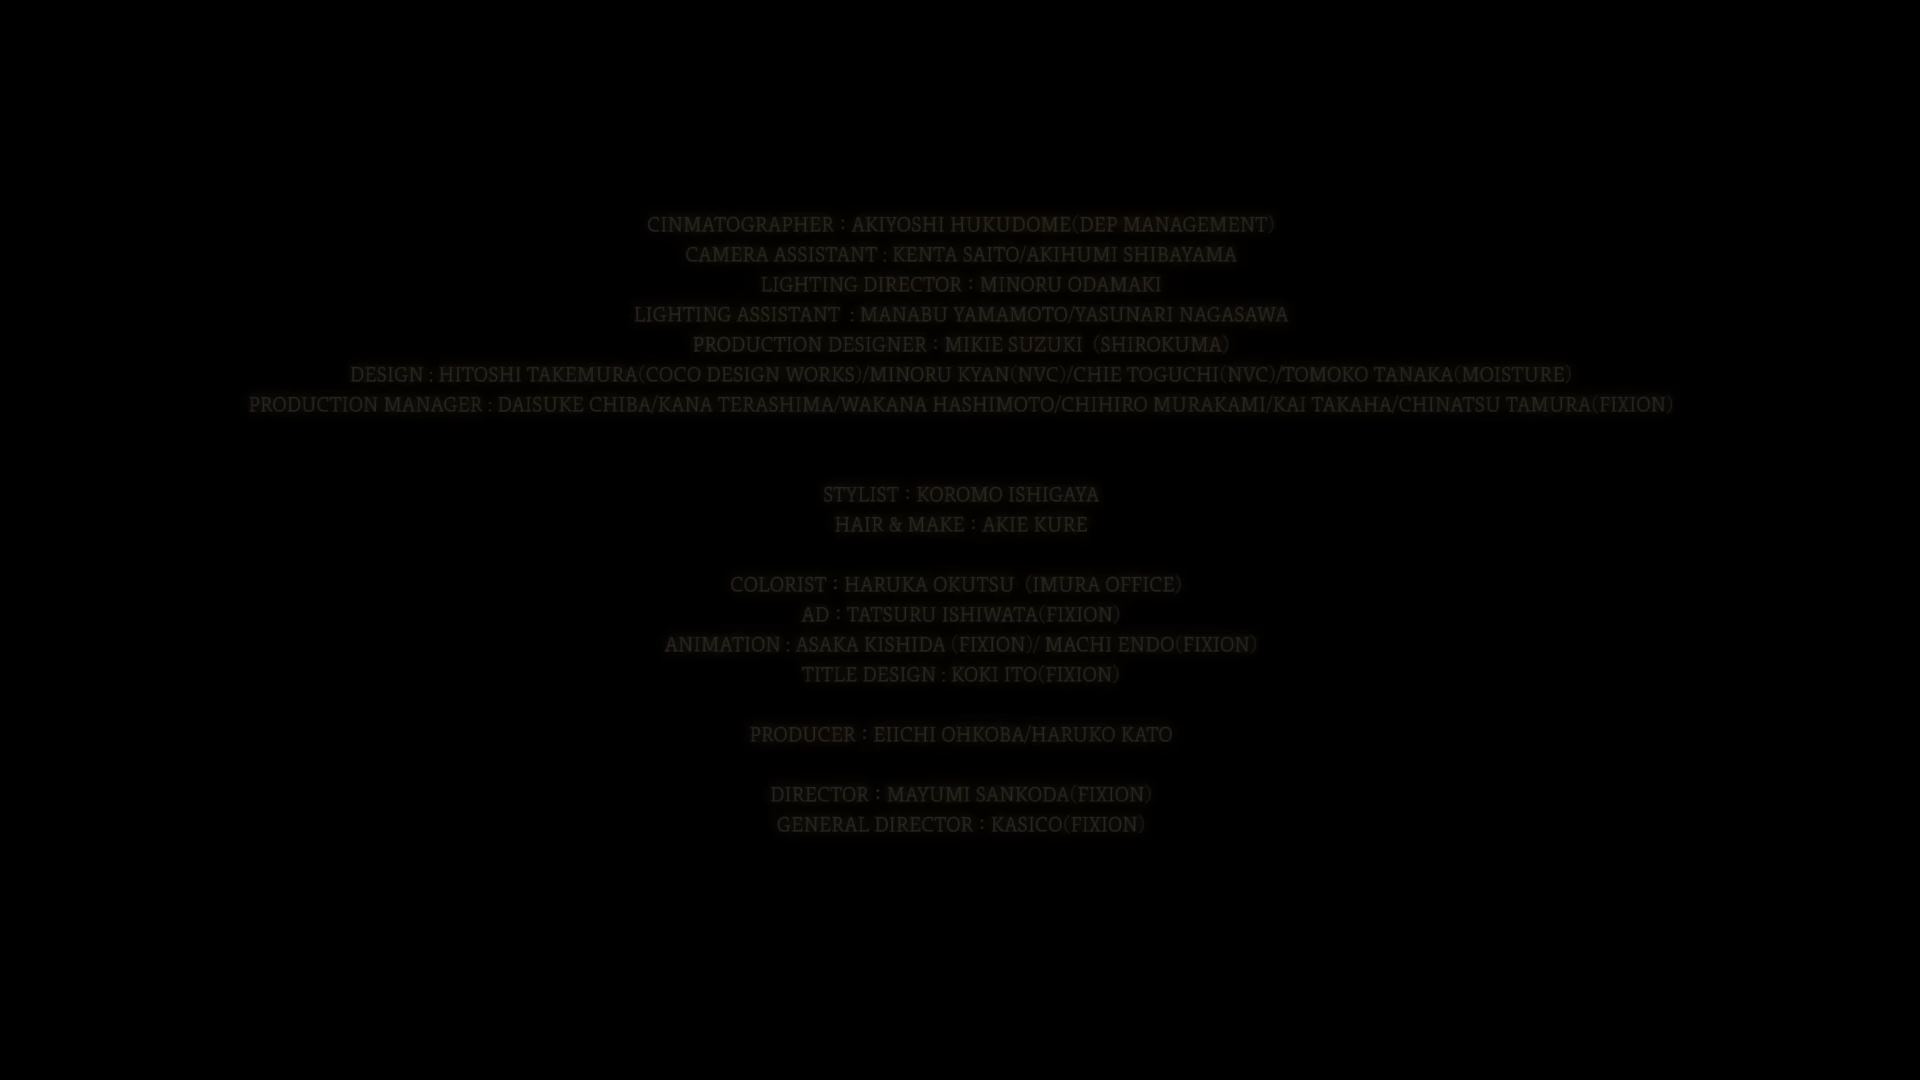 CINMATOGRAPHER : AKIYOSHI HUKUDOME(DEP MANAGEMENT)
CAMERA ASSISTANT : KENTA SAITO/AKIHUMI SHIBAYAMA
LIGHTING DIRECTOR : MINORU ODAMAKI
LIGHTING ASSISTANT : MANABU YAMAMOTO/YASUNARI NAGASAWA
PRODUCTION DESIGNER : MIKIE SUZUKI (SHIROKUMA)
DESIGN : HITOSHI TAKEMURA(COCO DESIGN WORKS)/MINORU KYAN(NVC)/CHIE TOGUCHI(NVC)/TOMOKO TANAKA(MOISTURE)
PRODUCTION MANAGER : DAISUKE CHIBA/KANA TERASHIMA/WAKANA HASHIMOTO/CHIHIRO MURAKAMI/KAI TAKAHA/CHINATSU TAMURA(FIXION)
STYLIST : KOROMO ISHIGAYA
HAIR & MAKE : AKIE KURE
COLORIST : HARUKA OKUTSU (IMURA OFFICE)
AD : TATSURU ISHIWATA(FIXION)
ANIMATION : ASAKA KISHIDA (FIXION)/ MACHI ENDO(FIXION)
TITLE DESIGN : KOKI ITO(FIXION)
PRODUCER : EIICHI OHKOBA/HARUKO KATO
DIRECTOR : MAYUMI SANKODA(FIXION)
GENERAL DIRECTOR : KASICO(FIXION)